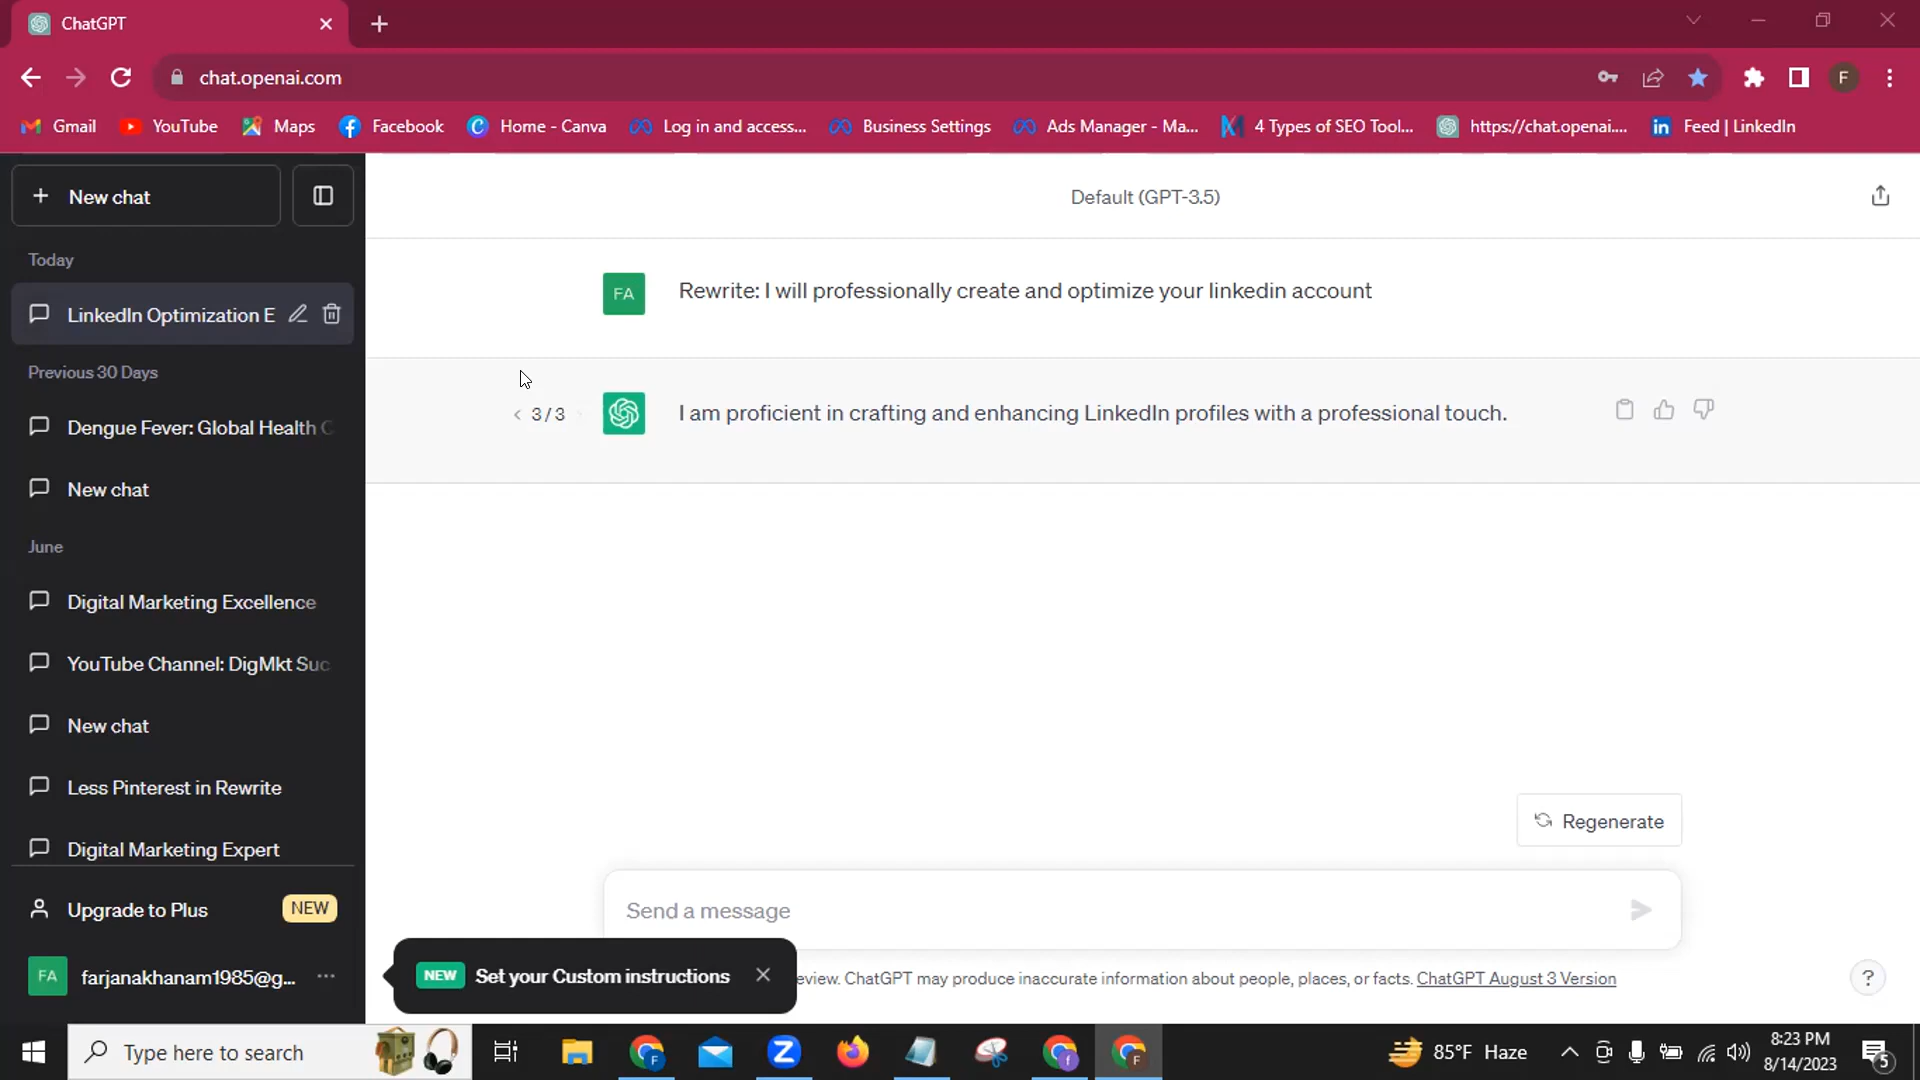 ChatGPT
chat.openai.com
F
Gmail
YouTube
Maps
Facebook
Home - Canva
Log in and access...
Business Settings
Ads Manager - Ma...
4 Types of SEO Tool...
https://chat.openai....
Feed | LinkedIn
New chat
Default (GPT-3.5)
Today
LinkedIn Optimization E
Previous 30 Days
Dengue Fever: Global Health
New chat
June
Digital Marketing Excellence
YouTube Channel: DigMkt Suc
New chat
Less Pinterest in Rewrite
Digital Marketing Expert
Upgrade to Plus
NEW
FA
farjanakhanam1985@g...
FA
Rewrite: I will professionally create and optimize your linkedin account
< 3 / 3
I am proficient in crafting and enhancing LinkedIn profiles with a professional touch.
Regenerate
Send a message
NEW Set your Custom instructions
eview. ChatGPT may produce inaccurate information about people, places, or facts. ChatGPT August 3 Version
?
Type here to search
85°F Haze
8:23 PM
8/14/2023
5